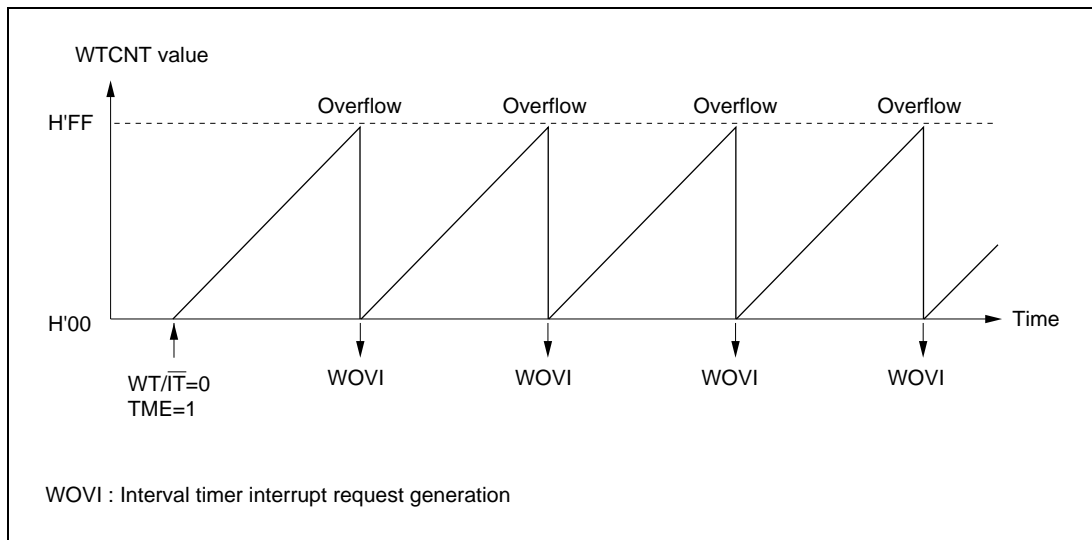 WTCNT value
Overflow Overflow Overflow Overflow
H'FF
H'00
Time
WT/I̅T̅=0
TME=1
WOVI WOVI WOVI WOVI
WOVI : Interval timer interrupt request generation